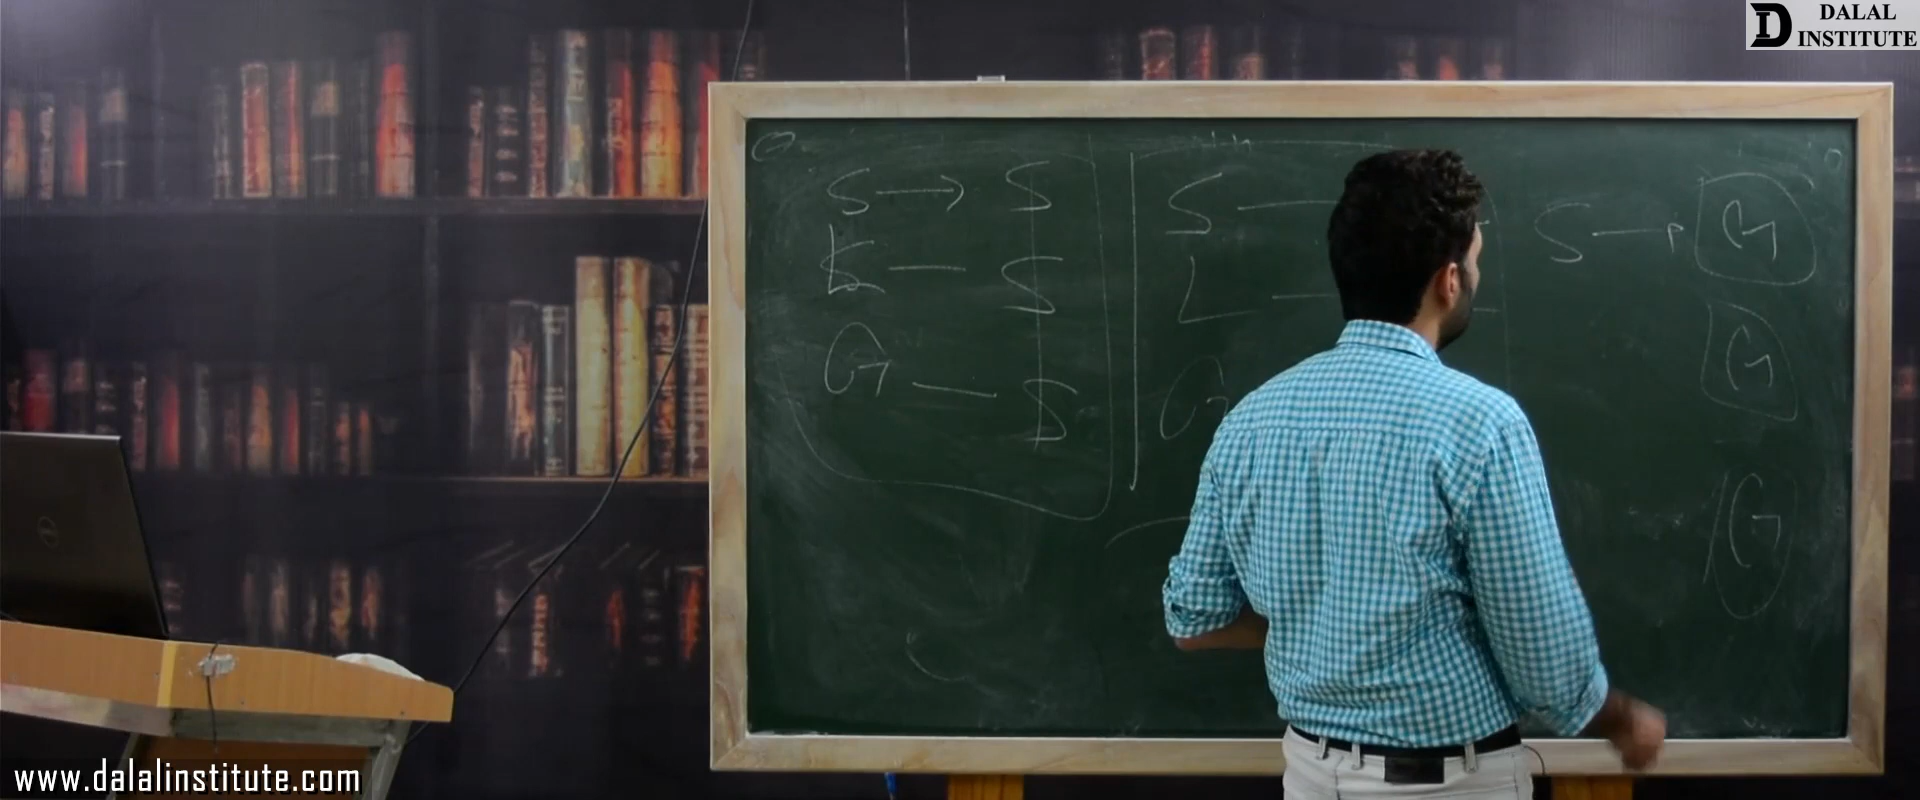 DALAL
INSTITUTE
S → S
L — S
G — S
S —
L —
G
S → G
G
G
www.dalalinstitute.com